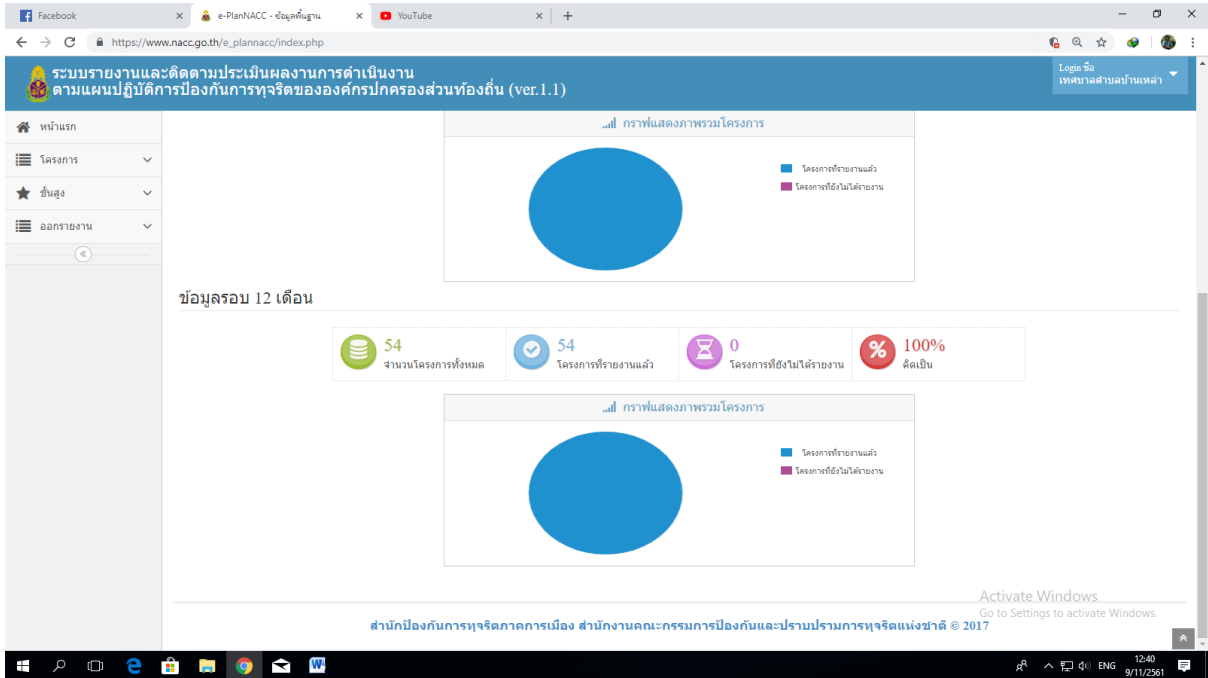 Facebook
e-PlanNACC - ข้อมูลพื้นฐาน
YouTube
https://www.nacc.go.th/e_plannacc/index.php
ระบบรายงานและติดตามประเมินผลงานการดำเนินงาน
ตามแผนปฏิบัติการป้องกันการทุจริตขององค์กรปกครองส่วนท้องถิ่น (ver.1.1)
Login ชื่อ
เทศบาลตำบลบ้านเหล่า
หน้าแรก
โครงการ
ขั้นสูง
ออกรายงาน
กราฟแสดงภาพรวมโครงการ
โครงการที่รายงานแล้ว
โครงการที่ยังไม่ได้รายงาน
ข้อมูลรอบ 12 เดือน
54
จำนวนโครงการทั้งหมด
54
โครงการที่รายงานแล้ว
0
โครงการที่ยังไม่ได้รายงาน
100%
คิดเป็น
กราฟแสดงภาพรวมโครงการ
โครงการที่รายงานแล้ว
โครงการที่ยังไม่ได้รายงาน
Activate Windows
Go to Settings to activate Windows.
สำนักป้องกันการทุจริตภาคการเมือง สำนักงานคณะกรรมการป้องกันและปราบปรามการทุจริตแห่งชาติ © 2017
ENG
12:40
9/11/2561